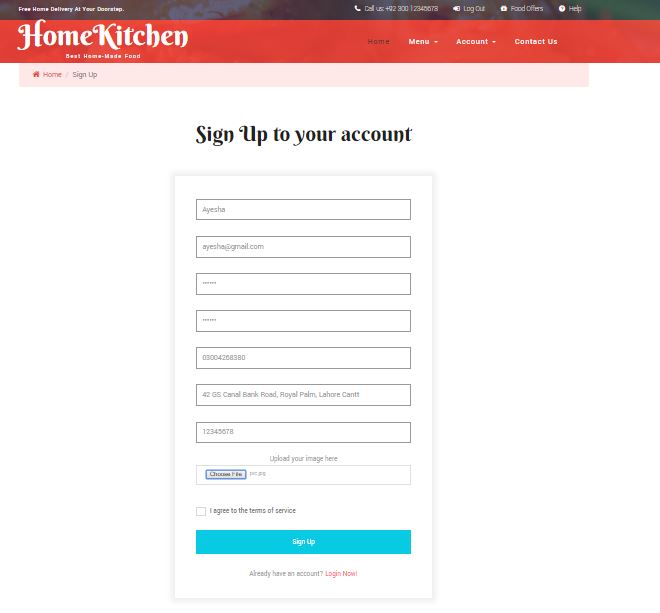 Free Home Delivery At Your Doorstep.
Call us: +92 300 12345678 Log Out Food Offers Help
HomeKitchen
Best Home-Made Food
Home Menu Account Contact Us
Home / Sign Up
Sign Up to your account
Ayesha
ayesha@gmail.com
••••••
••••••
03004268380
42 GS Canal Bank Road, Royal Palm, Lahore Cantt
12345678
Upload your image here
Choose File pic.jpg
I agree to the terms of service
Sign Up
Already have an account? Login Now!